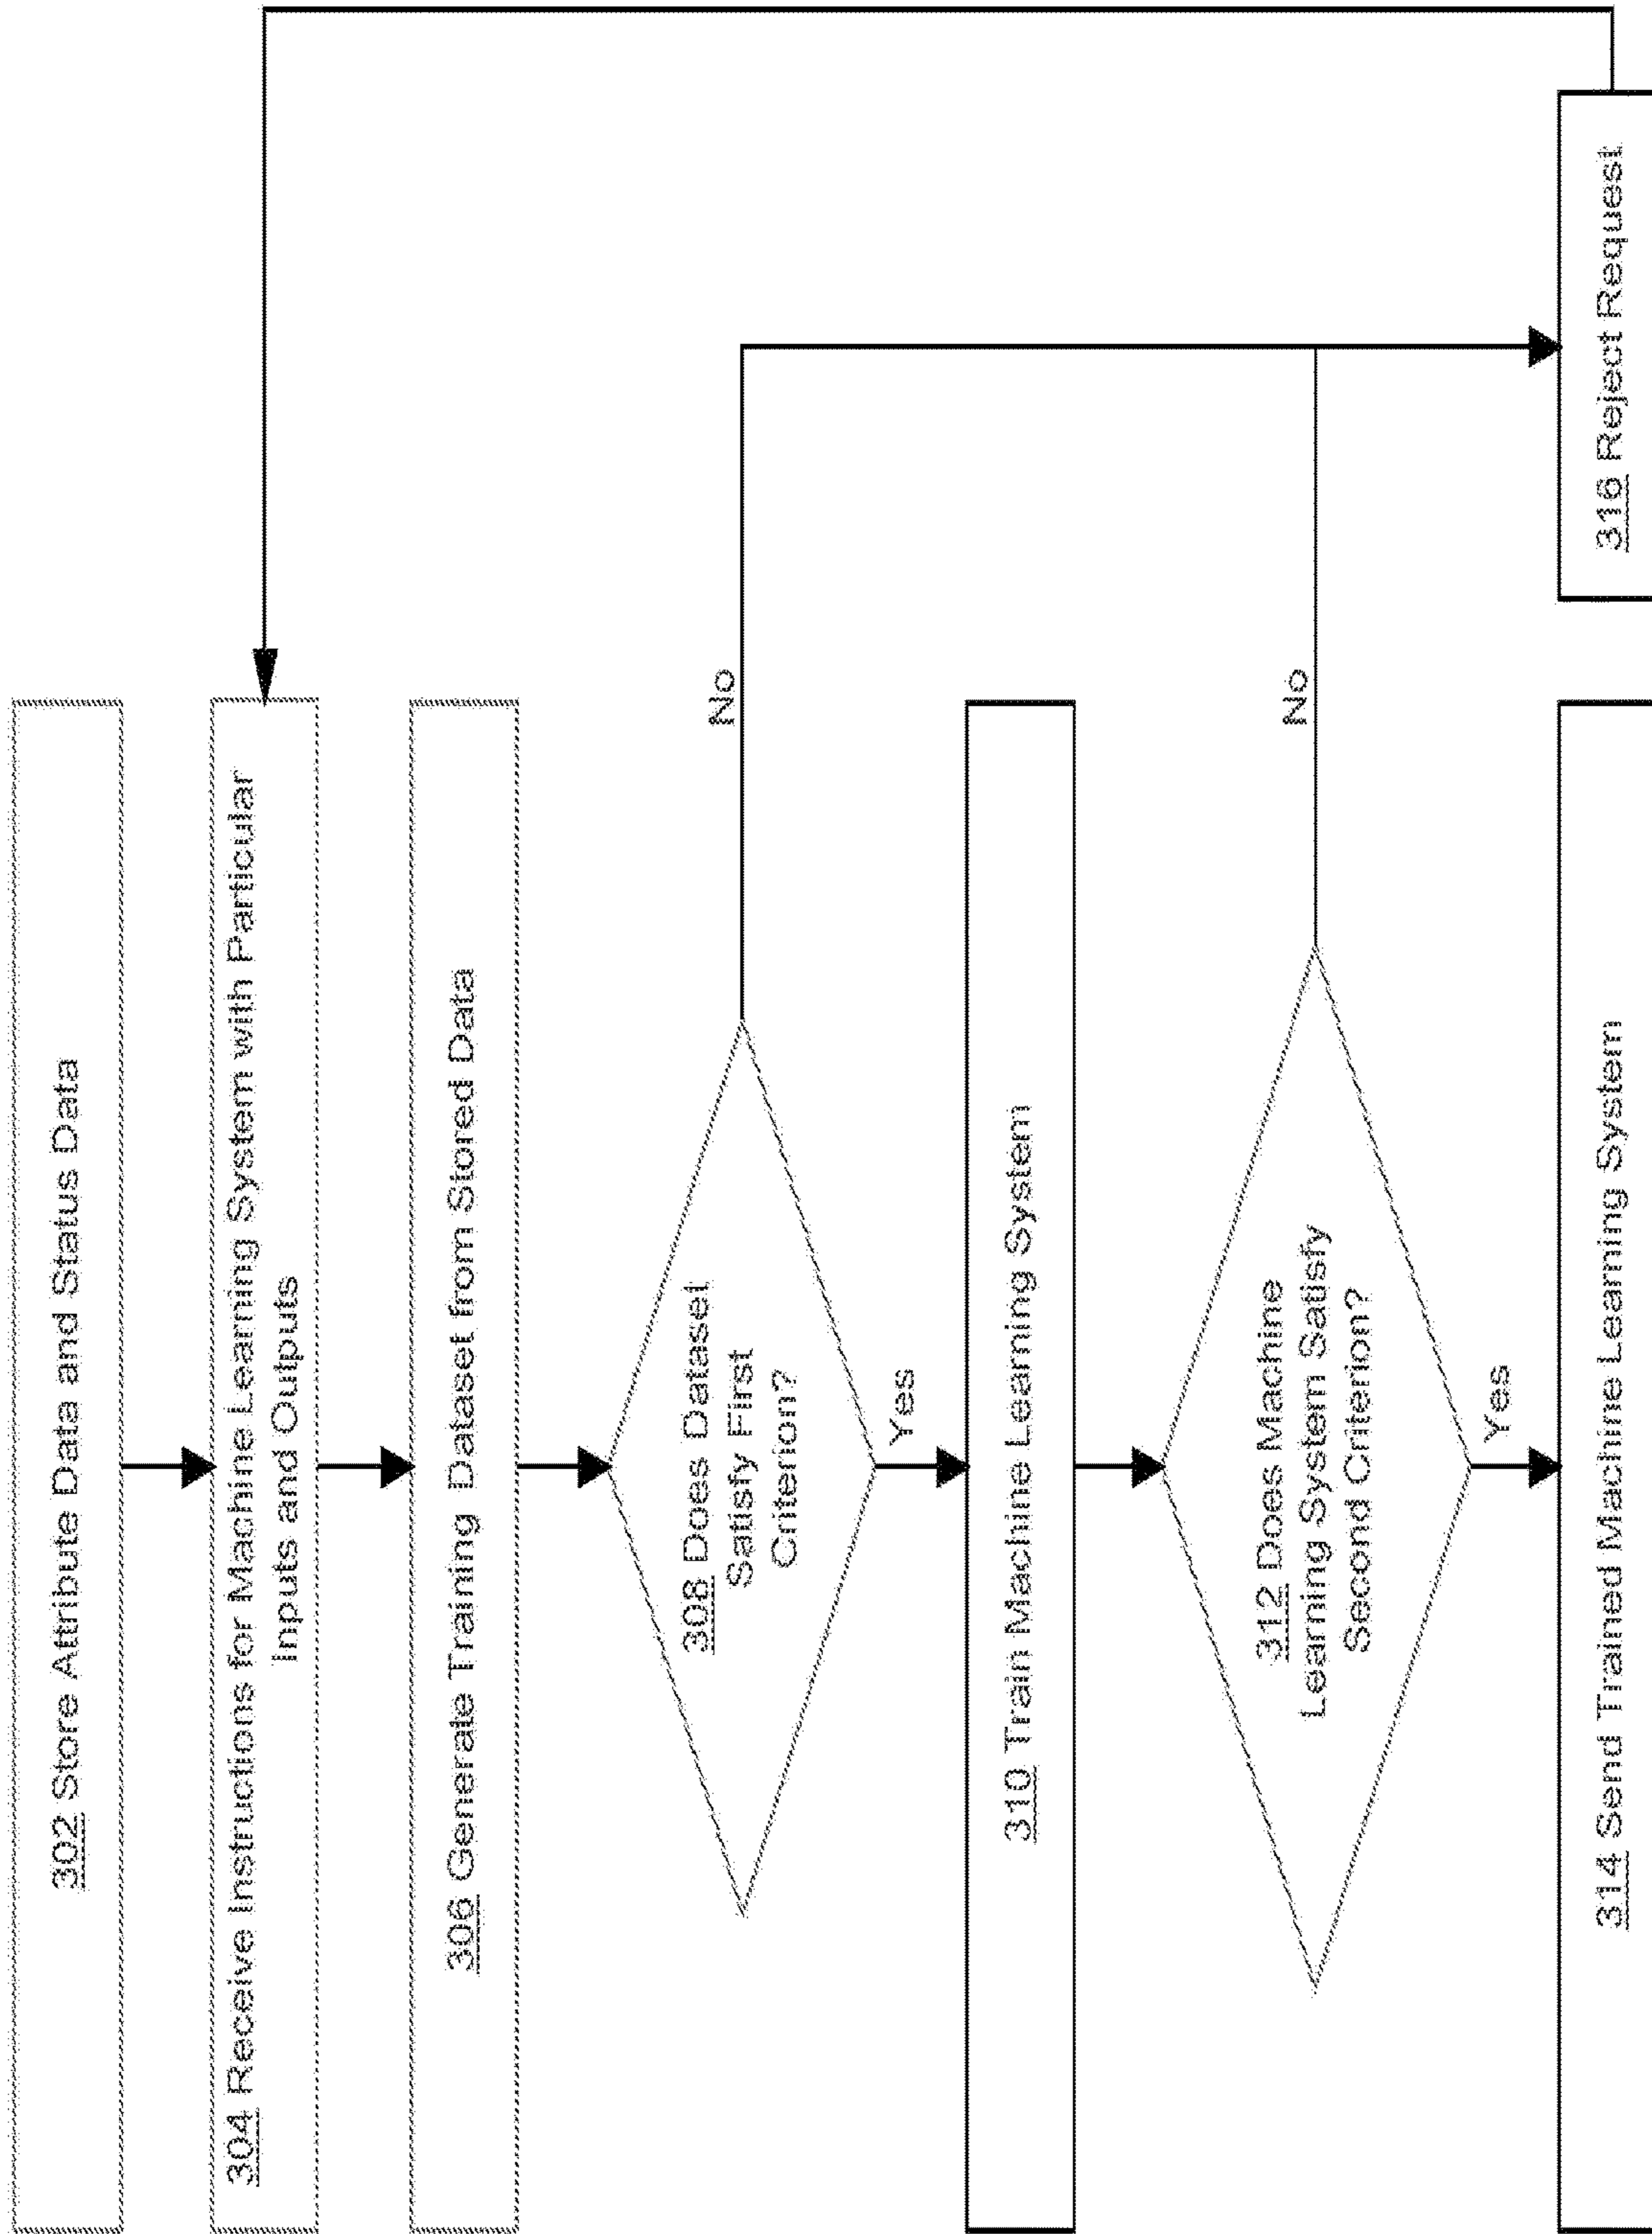 302 Store Attribute Data and Status Data
304 Receive Instructions for Machine Learning System with Particular
Inputs and Outputs
306 Generate Training Dataset from Stored Data
308 Does Dataset
Satisfy First
Criterion?
No
Yes
310 Train Machine Learning System
312 Does Machine
Learning System Satisfy
Second Criterion?
No
Yes
314 Send Trained Machine Learning System
316 Reject Request